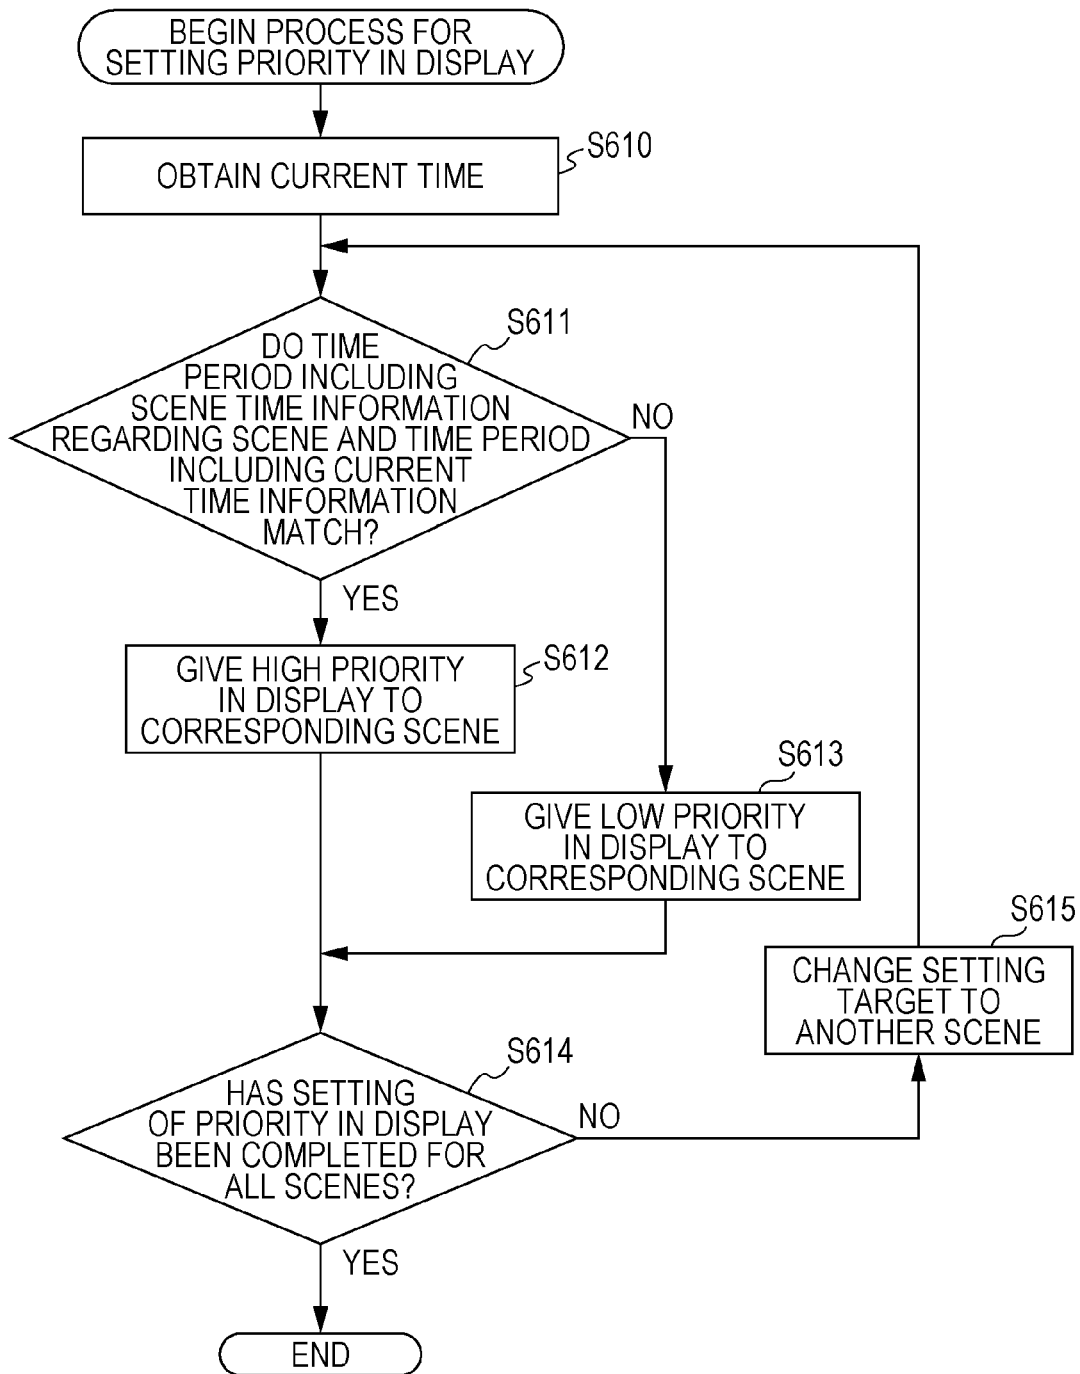 BEGIN PROCESS FOR
SETTING PRIORITY IN DISPLAY
S610
OBTAIN CURRENT TIME
S611
DO TIME
PERIOD INCLUDING
SCENE TIME INFORMATION
REGARDING SCENE AND TIME PERIOD
INCLUDING CURRENT
TIME INFORMATION
MATCH?
NO
YES
S612
GIVE HIGH PRIORITY
IN DISPLAY TO
CORRESPONDING SCENE
S613
GIVE LOW PRIORITY
IN DISPLAY TO
CORRESPONDING SCENE
S615
CHANGE SETTING
TARGET TO
ANOTHER SCENE
S614
HAS SETTING
OF PRIORITY IN DISPLAY
BEEN COMPLETED FOR
ALL SCENES?
NO
YES
END